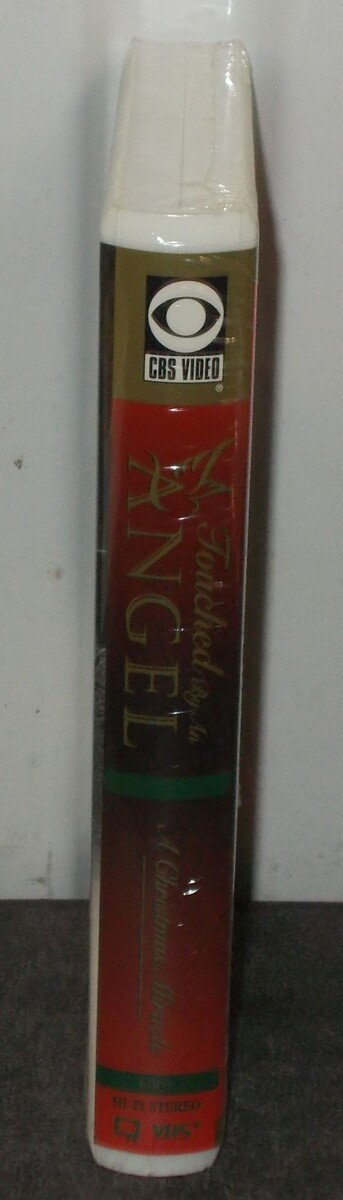 CBS VIDEO®
Touched By An
ANGEL
A Christmas Miracle
HI-FI STEREO
VHS